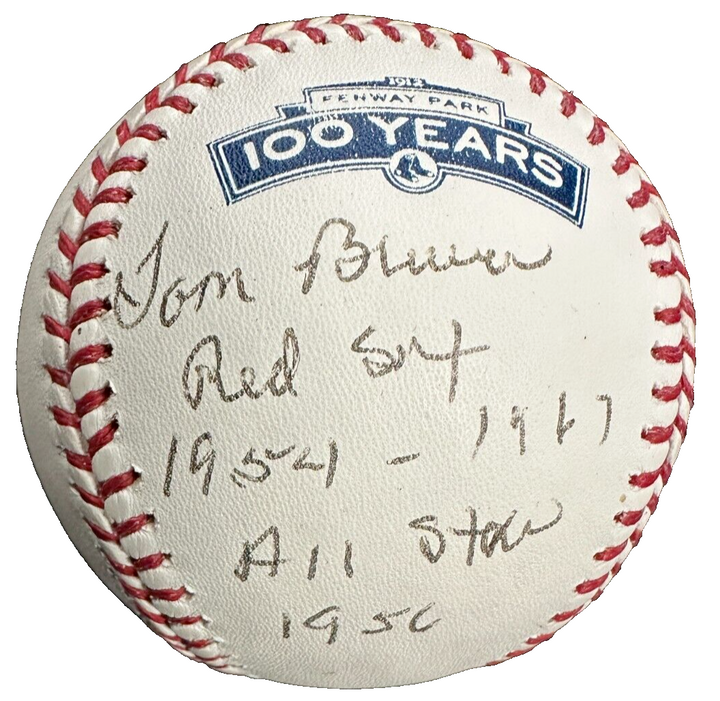 1912
FENWAY PARK
100 YEARS
Tom Brewer
Red Sox
1954 - 1961
All Star
1956